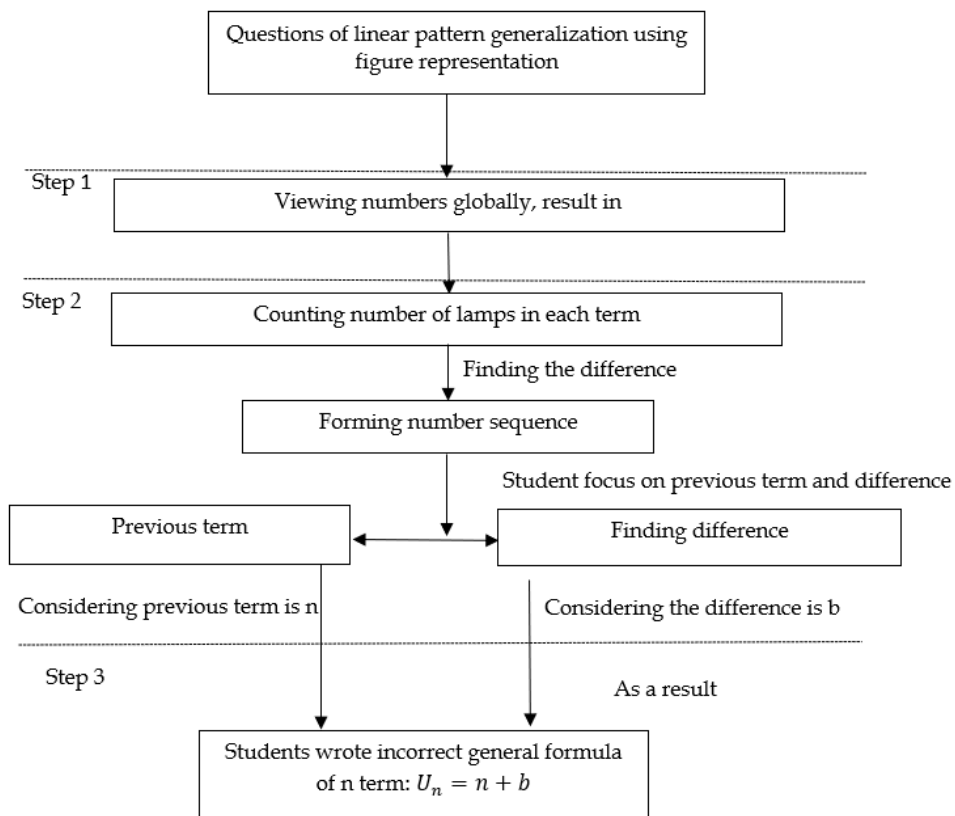 Questions of linear pattern generalization using
figure representation
Step 1
Viewing numbers globally, result in
Step 2
Counting number of lamps in each term
Finding the difference
Forming number sequence
Student focus on previous term and difference
Previous term
Finding difference
Considering previous term is n
Considering the difference is b
Step 3
As a result
Students wrote incorrect general formula
of n term: $U_n = n + b$